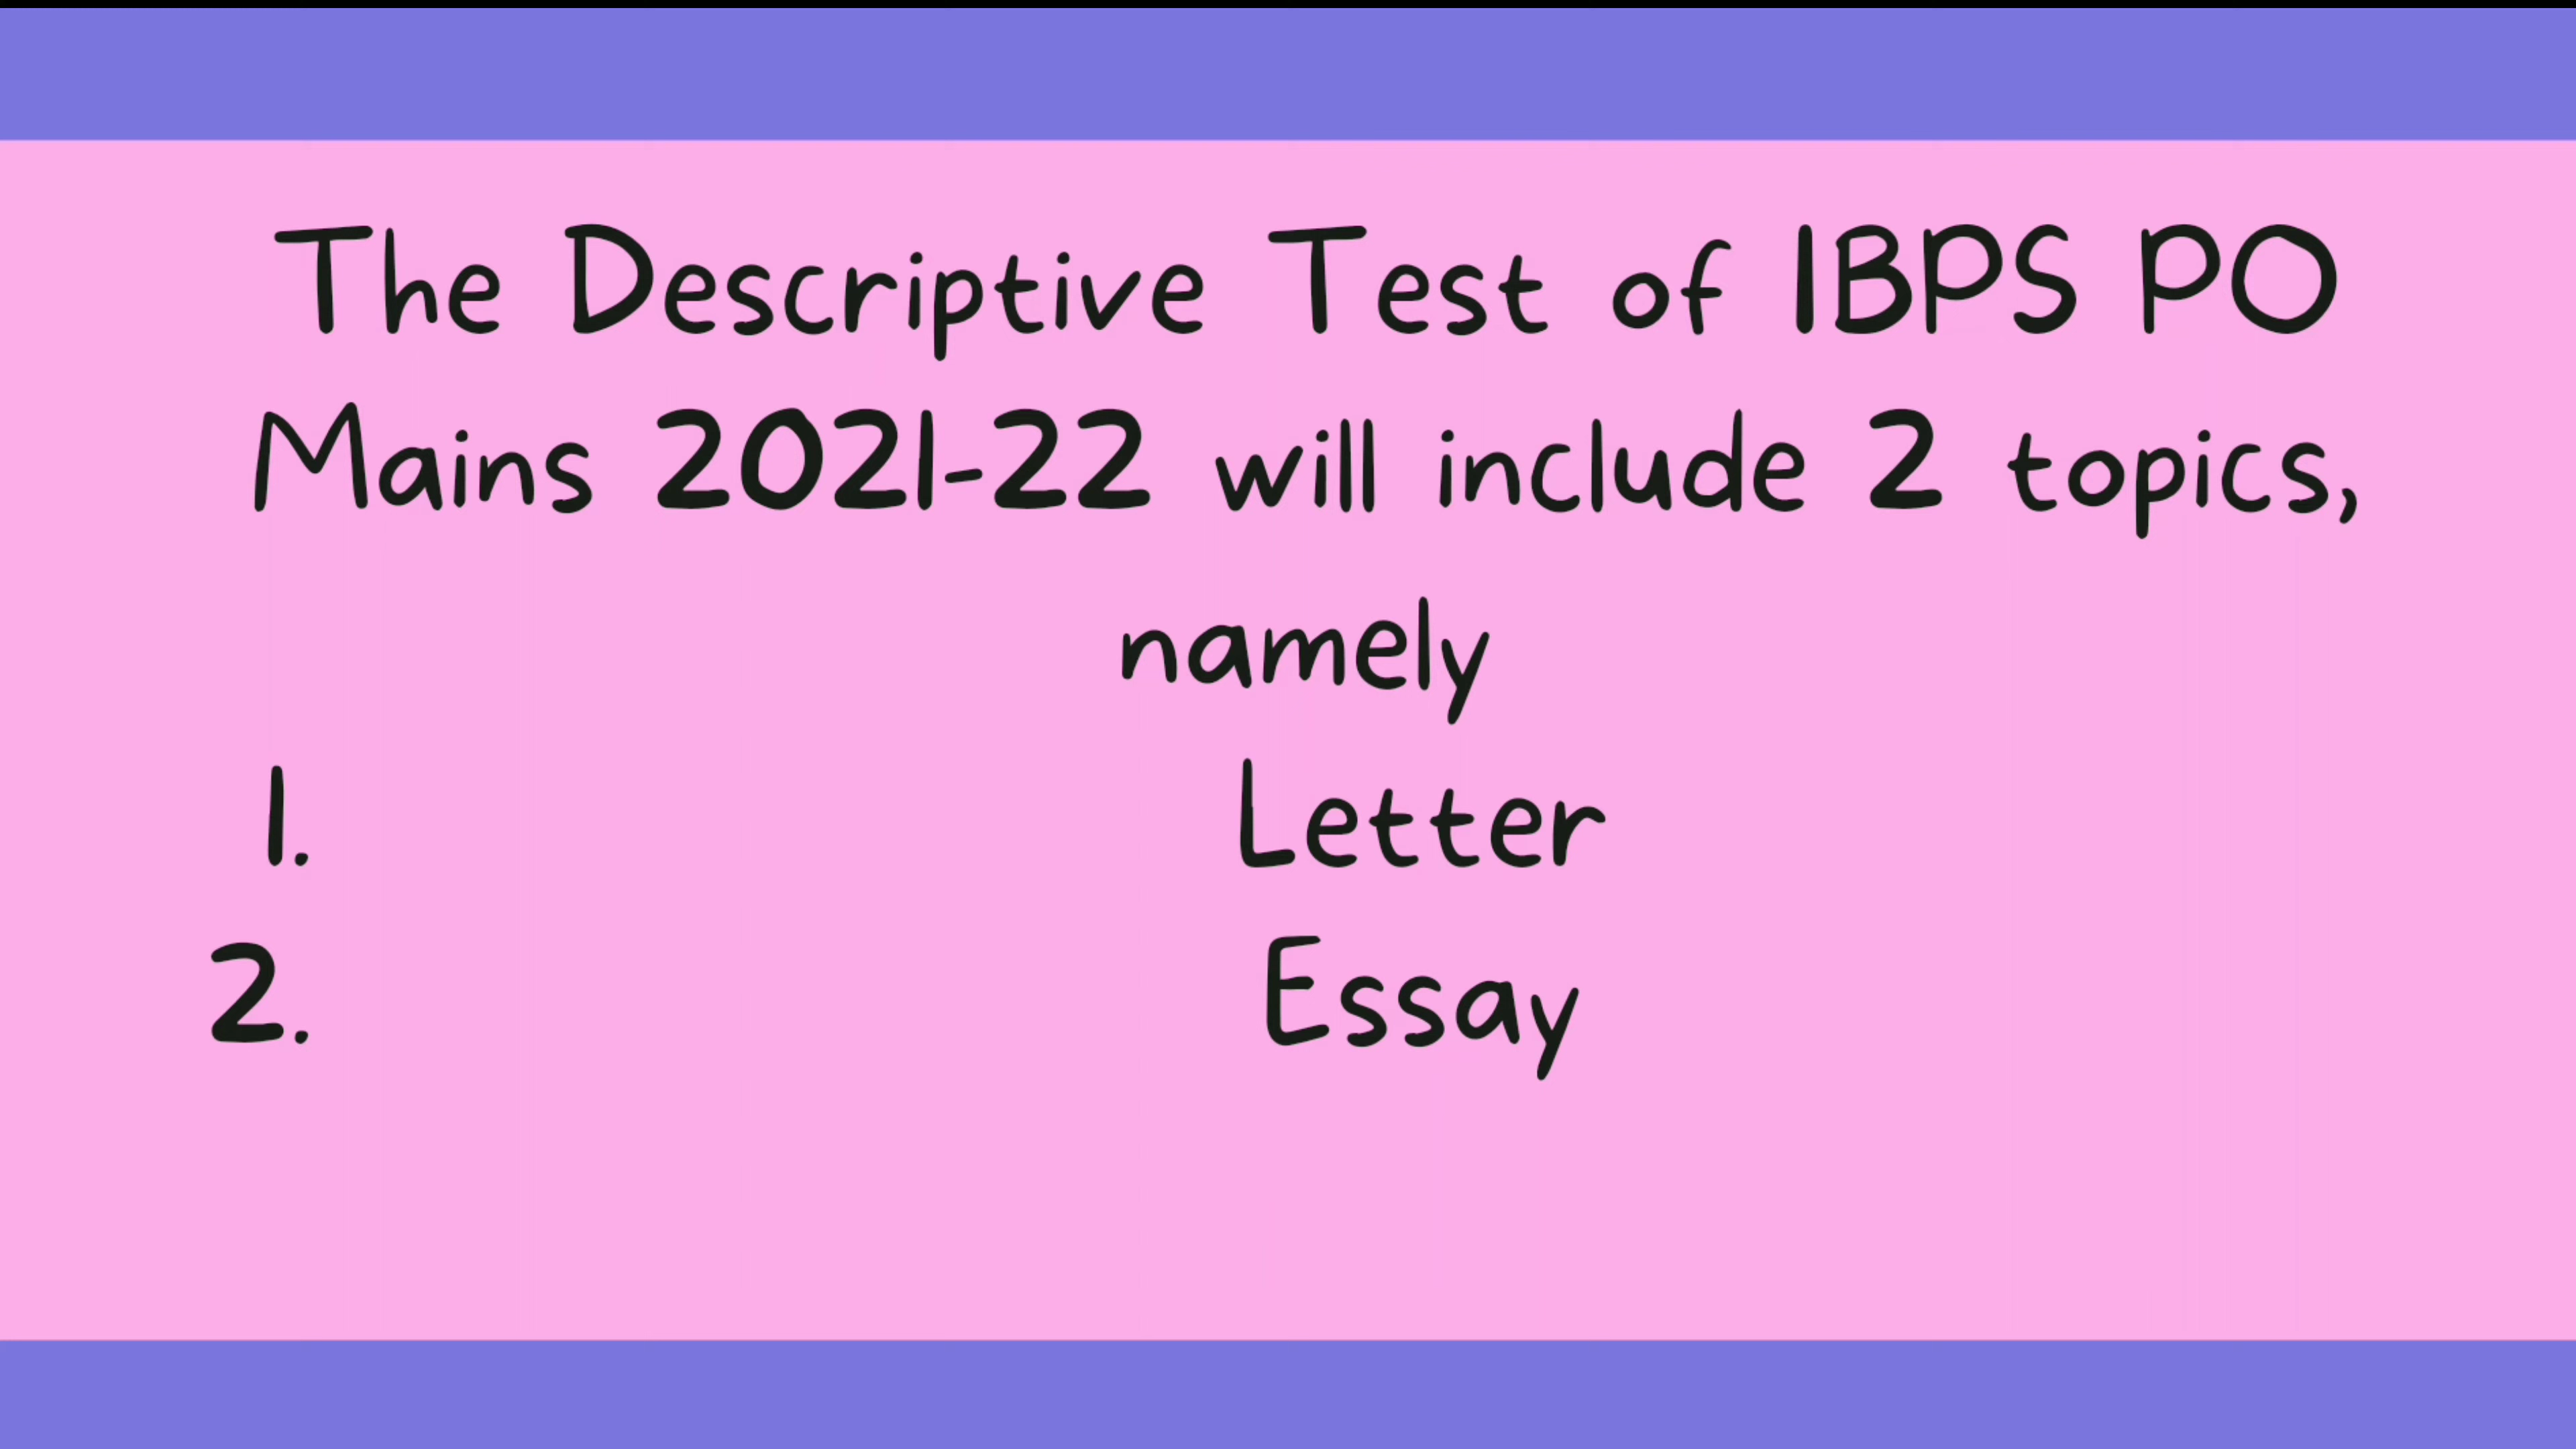 The Descriptive Test of IBPS PO
Mains 2021-22 will include 2 topics,
namely
1. Letter
2. Essay